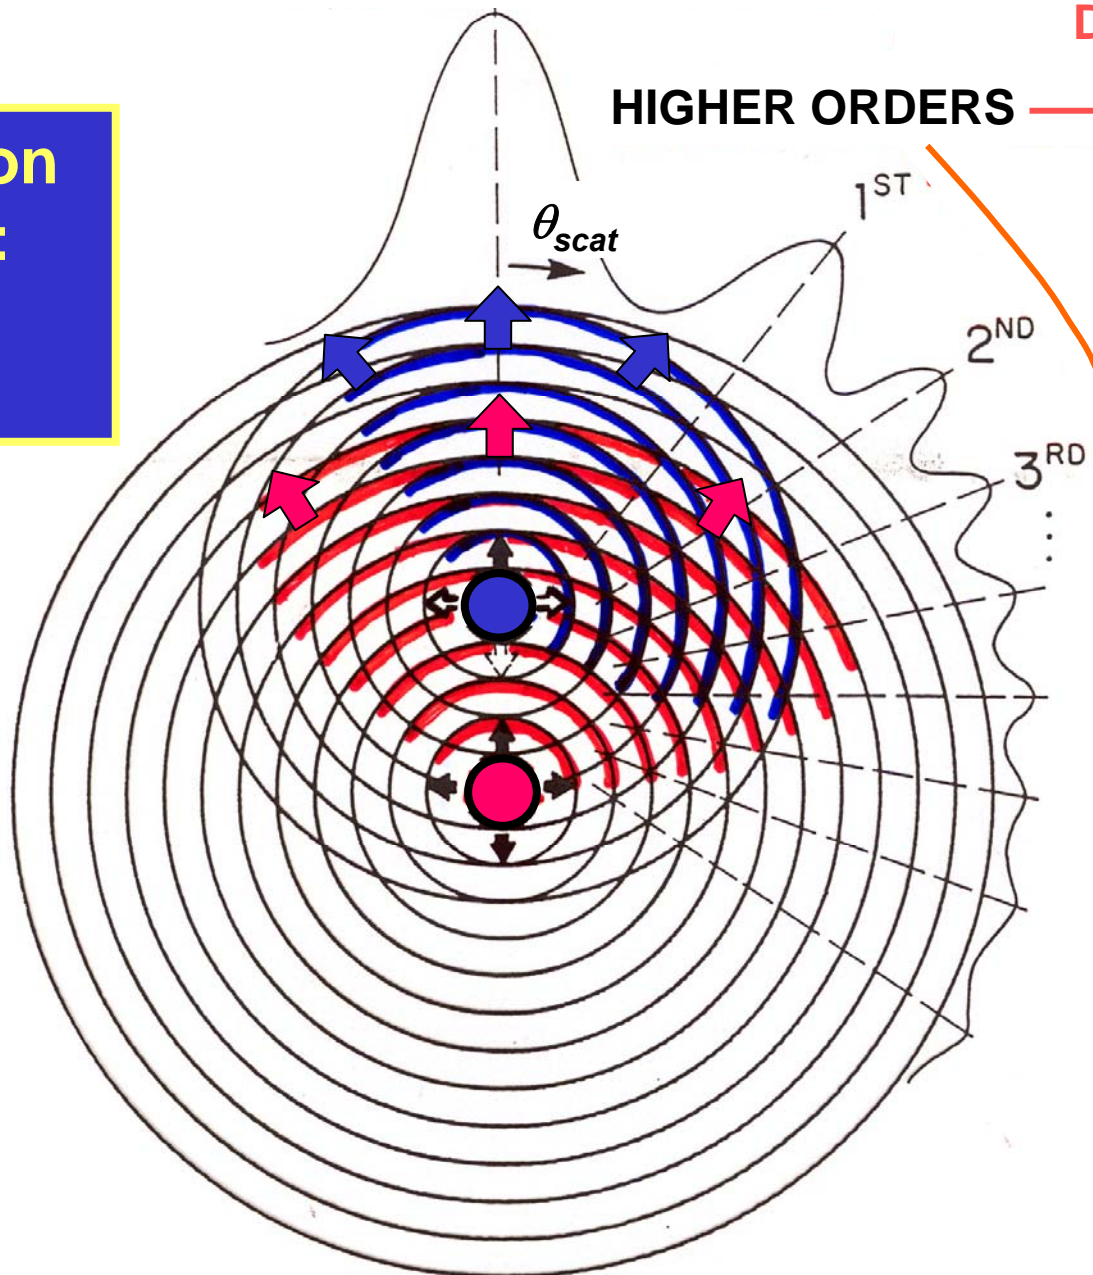 D
HIGHER ORDERS
on
:
θscat
1ST
2ND
3RD